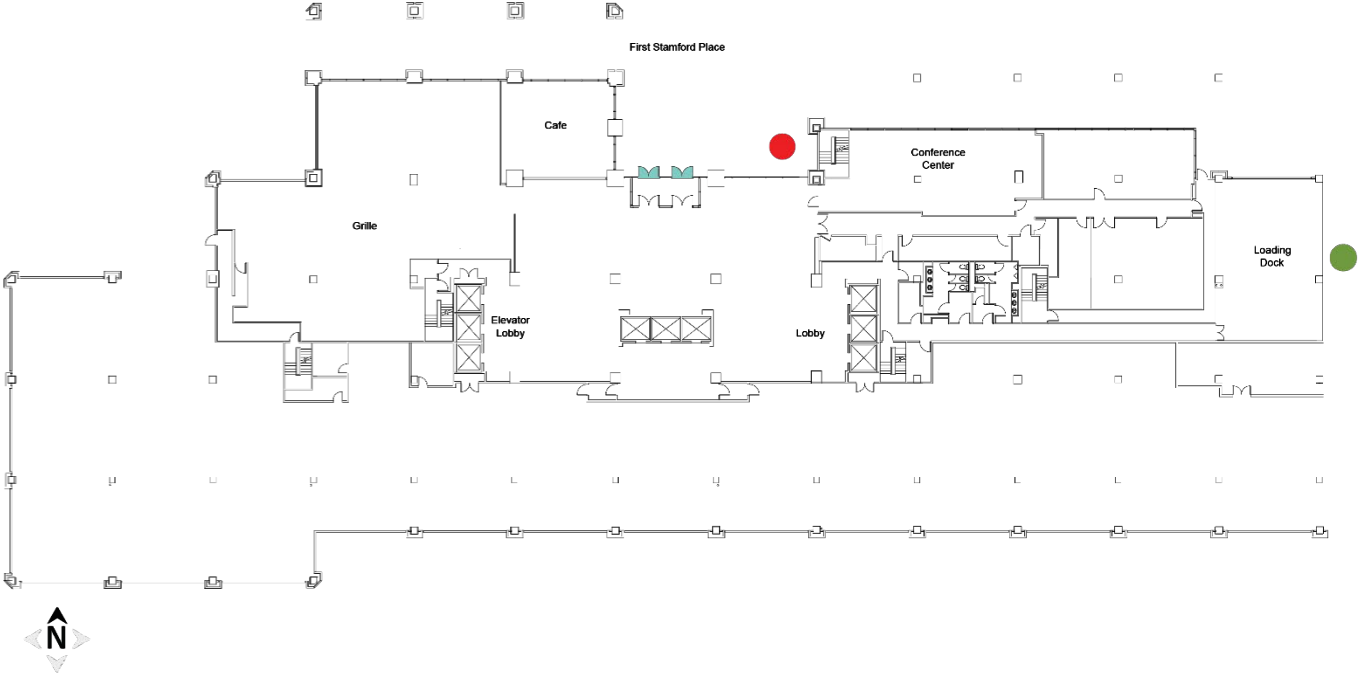 First Stamford Place
Cafe
Conference
Center
Grille
Loading
Dock
Elevator
Lobby
Lobby
N